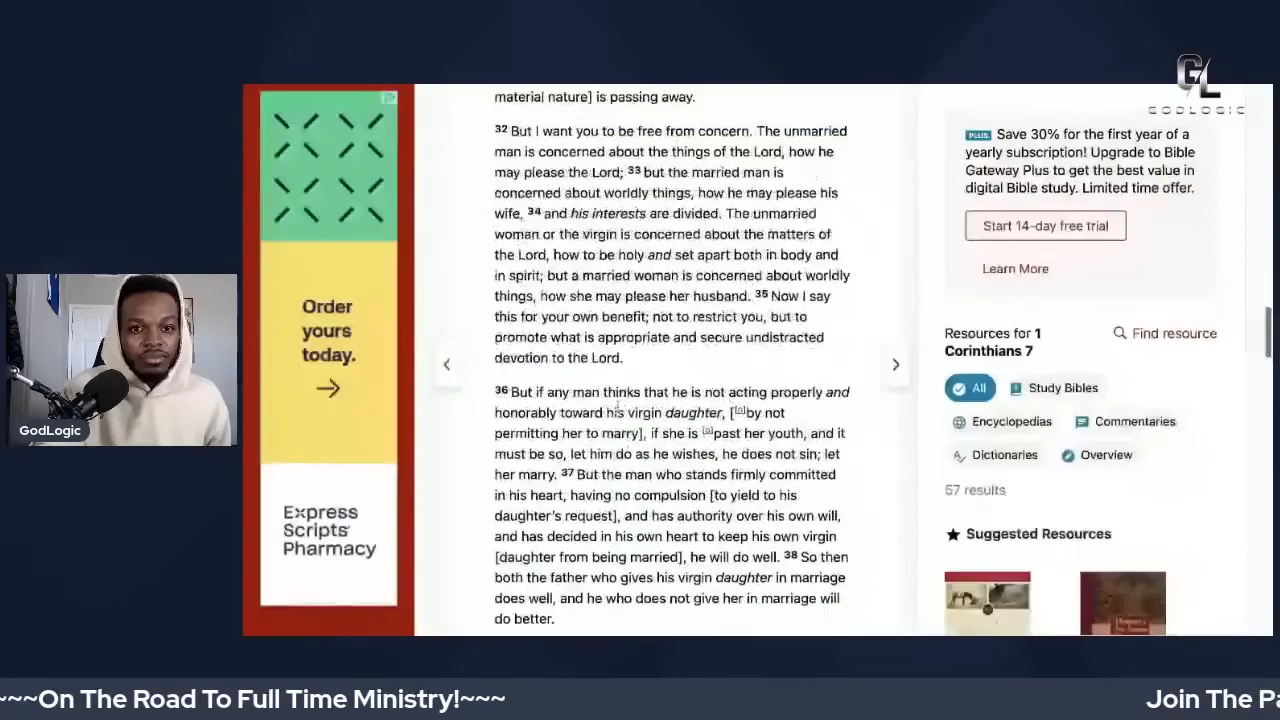 GL
GODLOGIC
Order
yours
today.
Express
Scripts
Pharmacy
GodLogic
material nature] is passing away.
32 But I want you to be free from concern. The unmarried
man is concerned about the things of the Lord, how he
may please the Lord; 33 but the married man is
concerned about worldly things, how he may please his
wife, 34 and his interests are divided. The unmarried
woman or the virgin is concerned about the matters of
the Lord, how to be holy and set apart both in body and
in spirit; but a married woman is concerned about worldly
things, how she may please her husband. 35 Now I say
this for your own benefit; not to restrict you, but to
promote what is appropriate and secure undistracted
devotion to the Lord.
36 But if any man thinks that he is not acting properly and
honorably toward his virgin daughter, [[n]by not
permitting her to marry], if she is [o]past her youth, and it
must be so, let him do as he wishes, he does not sin; let
her marry. 37 But the man who stands firmly committed
in his heart, having no compulsion [to yield to his
daughter's request], and has authority over his own will,
and has decided in his own heart to keep his own virgin
[daughter from being married], he will do well. 38 So then
both the father who gives his virgin daughter in marriage
does well, and he who does not give her in marriage will
do better.
PLUS Save 30% for the first year of a
yearly subscription! Upgrade to Bible
Gateway Plus to get the best value in
digital Bible study. Limited time offer.
Start 14-day free trial
Learn More
Resources for 1
Corinthians 7
Find resource
All
Study Bibles
Encyclopedias
Commentaries
Dictionaries
Overview
57 results
Suggested Resources
~~~On The Road To Full Time Ministry!~~~
Join The Pa